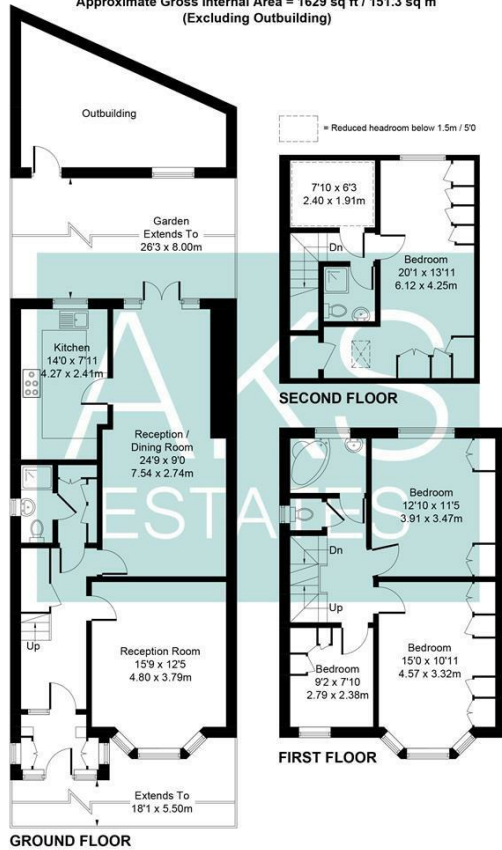 Approximate Gross Internal Area = 1629 sq ft / 151.3 sq m
(Excluding Outbuilding)
Outbuilding
= Reduced headroom below 1.5m / 5'0
Garden
Extends To
26'3 x 8.00m
7'10 x 6'3
2.40 x 1.91m
Dn
Bedroom
20'1 x 13'11
6.12 x 4.25m
SECOND FLOOR
Kitchen
14'0 x 7'11
4.27 x 2.41m
Reception /
Dining Room
24'9 x 9'0
7.54 x 2.74m
AKS
ESTATES
Bedroom
12'10 x 11'5
3.91 x 3.47m
Dn
Up
Up
Reception Room
15'9 x 12'5
4.80 x 3.79m
Bedroom
9'2 x 7'10
2.79 x 2.38m
Bedroom
15'0 x 10'11
4.57 x 3.32m
FIRST FLOOR
Extends To
18'1 x 5.50m
GROUND FLOOR